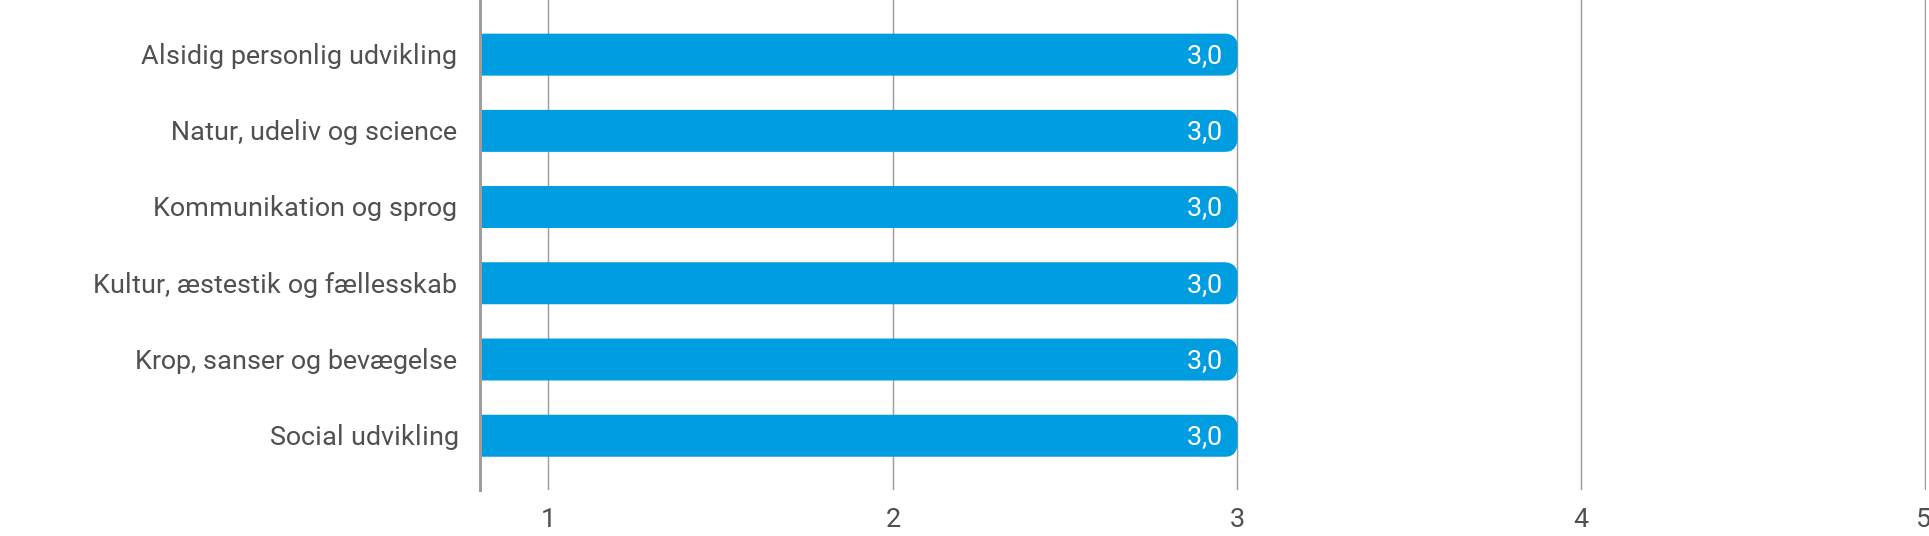 Alsidig personlig udvikling 3,0
Natur, udeliv og science 3,0
Kommunikation og sprog 3,0
Kultur, æstestik og fællesskab 3,0
Krop, sanser og bevægelse 3,0
Social udvikling 3,0
1 2 3 4 5